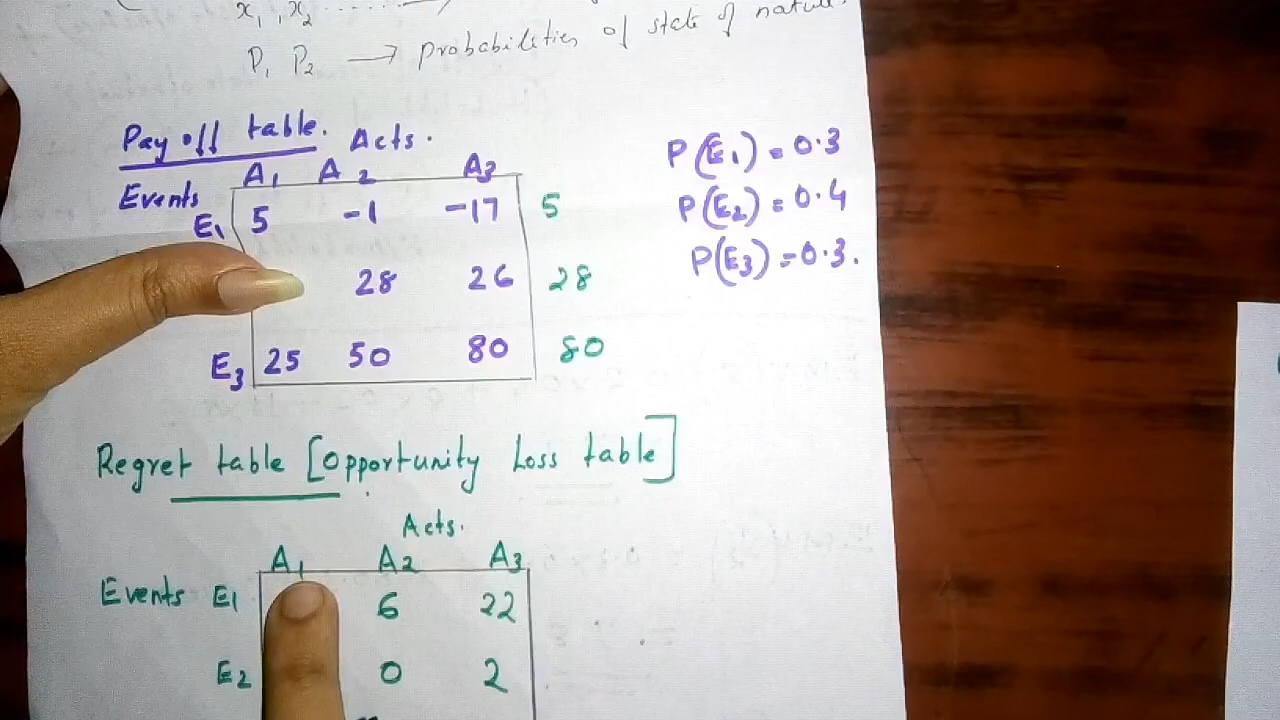 x₁, x₂ ........
P₁ P₂ → probabilities of state of nature.
Pay off table. Acts.
A₁ A₂ A₃
Events
E₁ 5 -1 -17 5
28 26 28
E₃ 25 50 80 80
P(E₁) = 0.3
P(E₂) = 0.4
P(E₃) = 0.3.
Regret table [Opportunity Loss table]
Acts.
A₁ A₂ A₃
Events E₁ 6 22
E₂ 0 2